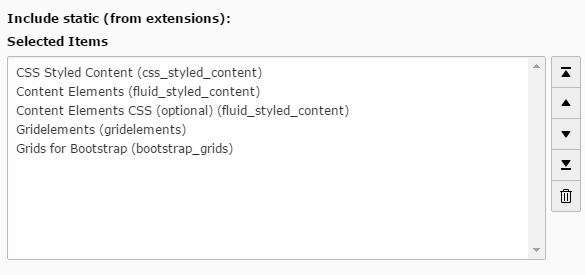 Include static (from extensions):
Selected Items
CSS Styled Content (css_styled_content)
Content Elements (fluid_styled_content)
Content Elements CSS (optional) (fluid_styled_content)
Gridelements (gridelements)
Grids for Bootstrap (bootstrap_grids)